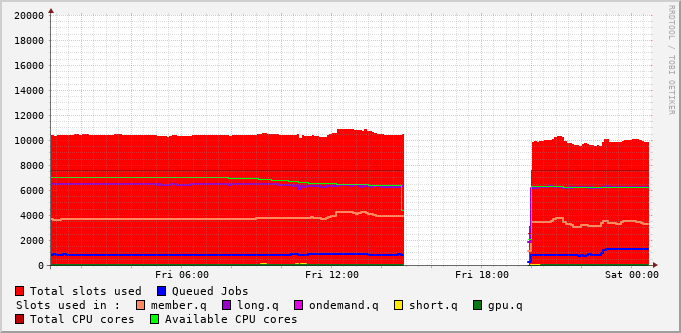 20000
18000
16000
14000
12000
10000
8000
6000
4000
2000
0
Fri 06:00 Fri 12:00 Fri 18:00 Sat 00:00
Total slots used Queued Jobs
Slots used in : member.q long.q ondemand.q short.q gpu.q
Total CPU cores Available CPU cores
RRDTOOL / TOBI OETIKER